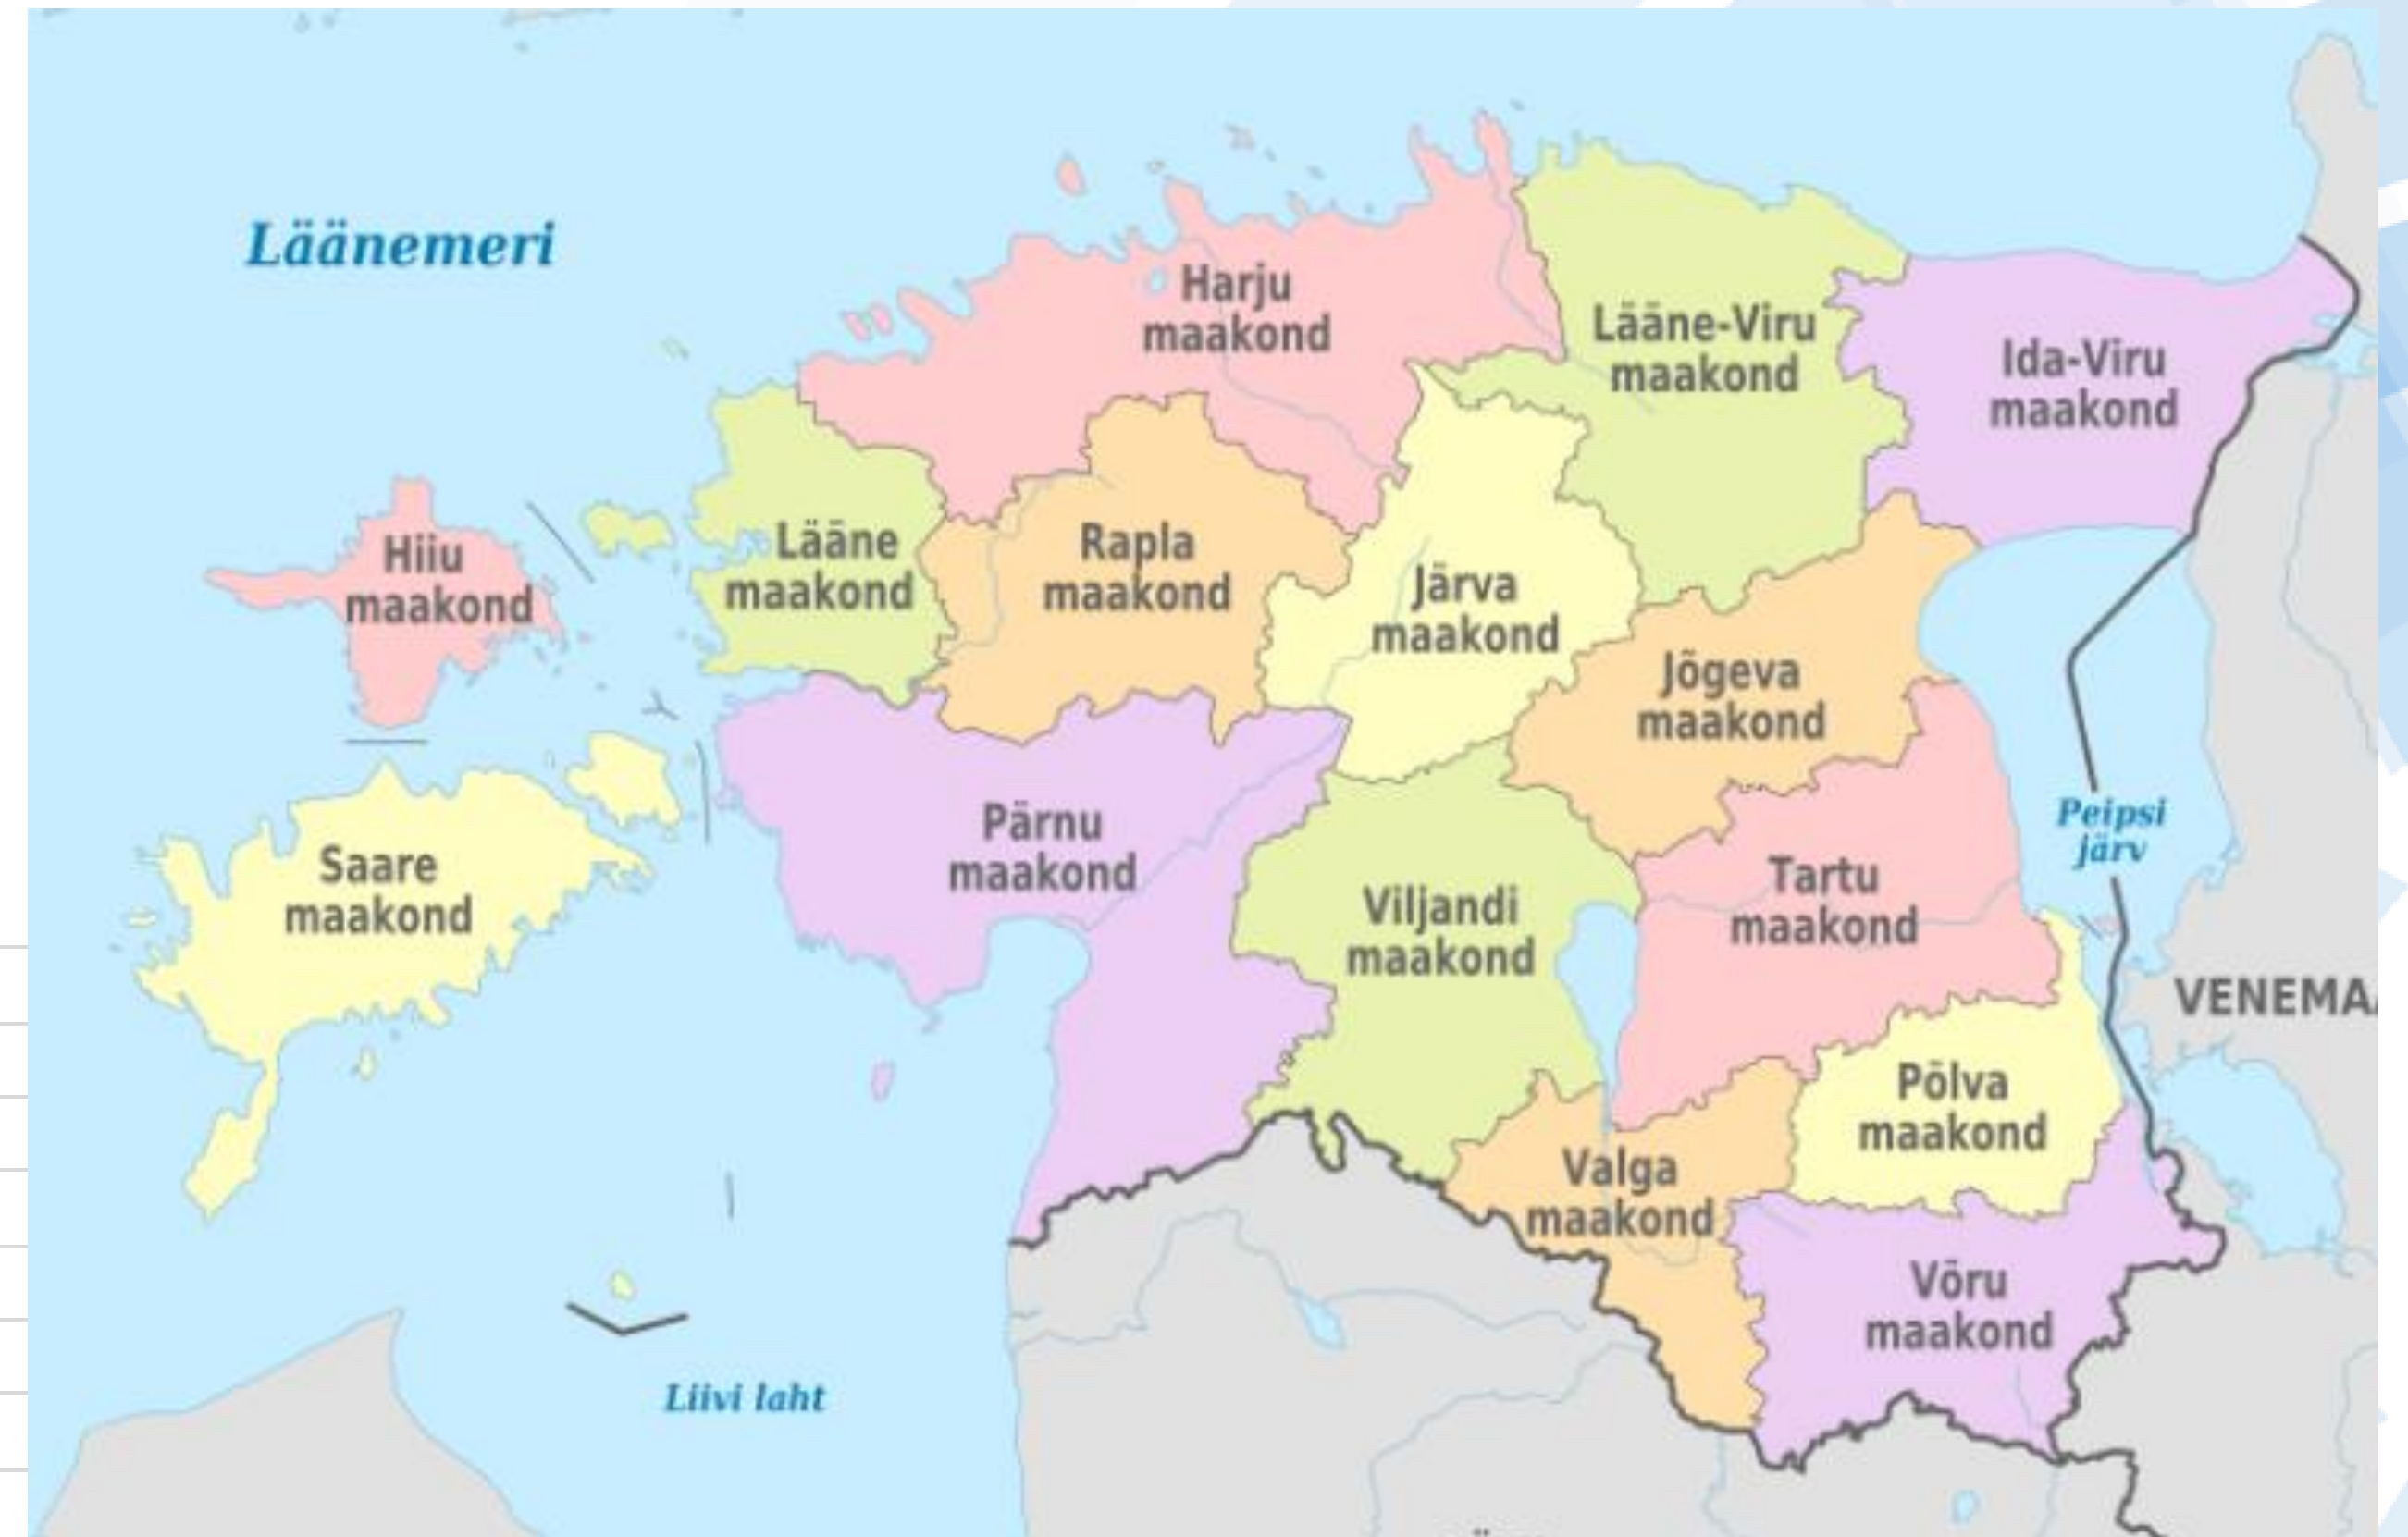 Läänemeri
Harju
maakond
Lääne-Viru
maakond
Ida-Viru
maakond
Hiiu
maakond
Lääne
maakond
Rapla
maakond
Järva
maakond
Jõgeva
maakond
Saare
maakond
Pärnu
maakond
Viljandi
maakond
Tartu
maakond
Peipsi
järv
VENEMA
Põlva
maakond
Valga
maakond
Võru
maakond
Liivi laht